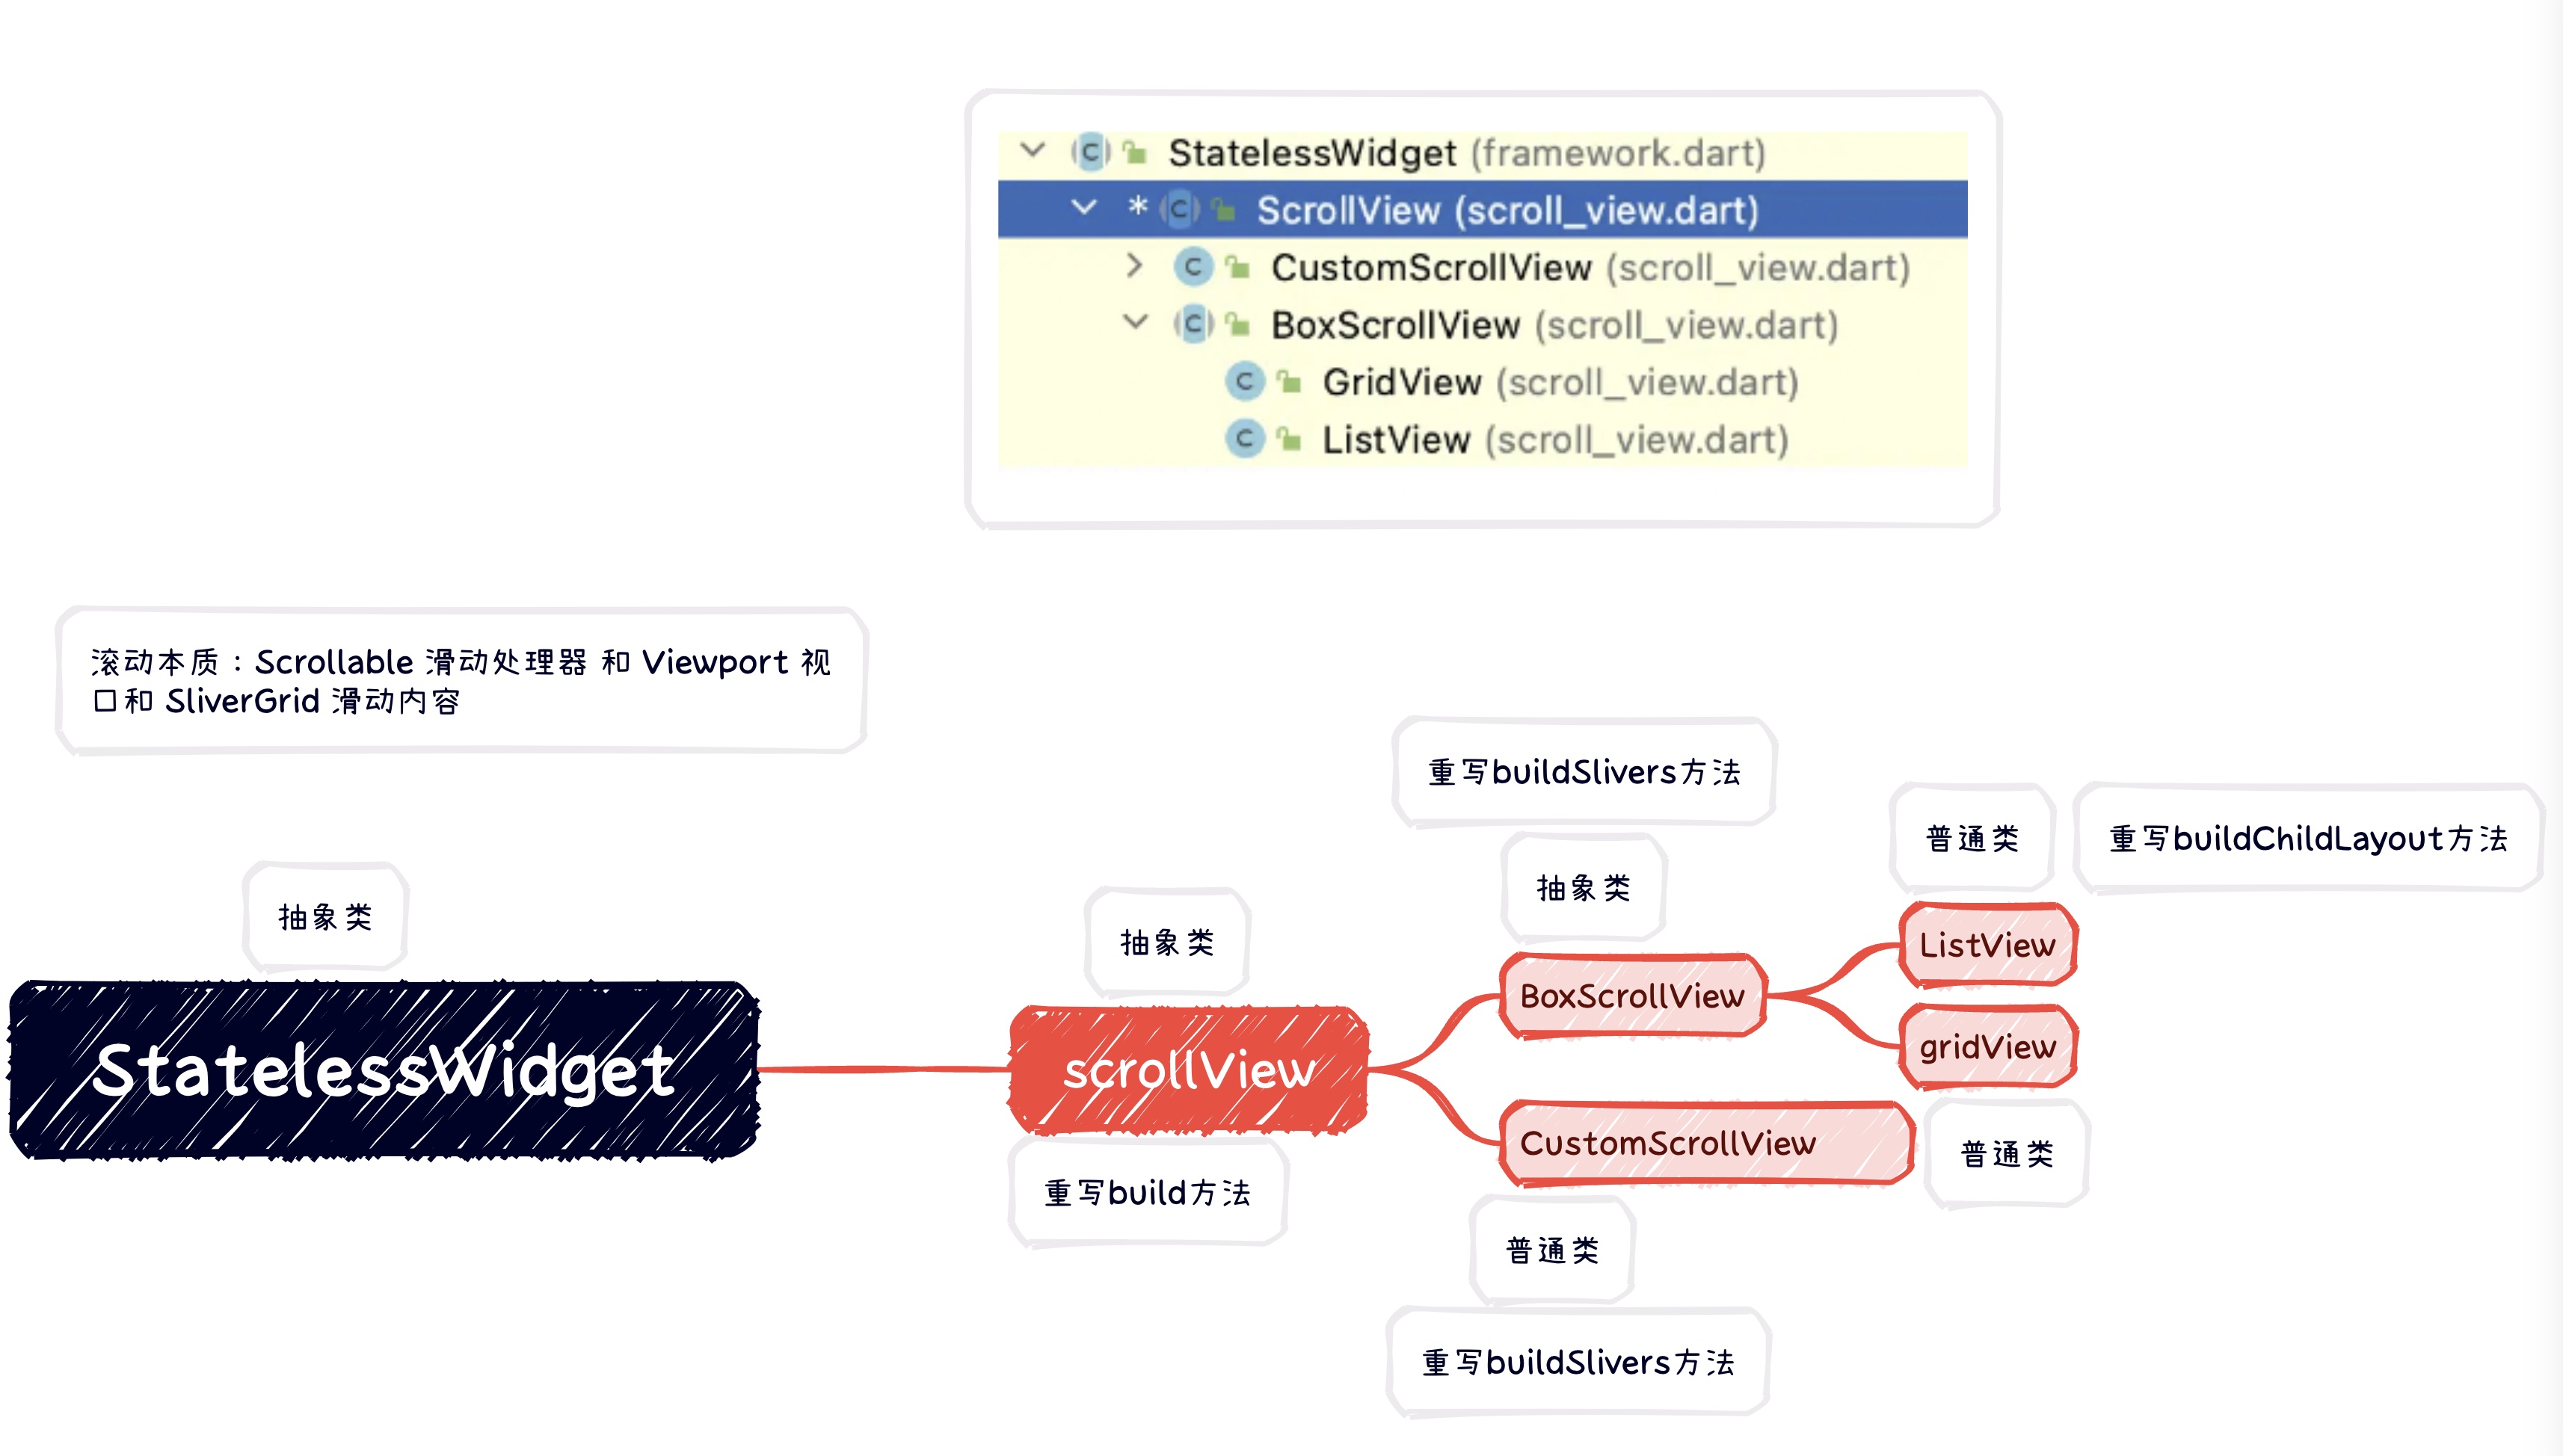 StatelessWidget (framework.dart)
* ScrollView (scroll_view.dart)
CustomScrollView (scroll_view.dart)
BoxScrollView (scroll_view.dart)
GridView (scroll_view.dart)
ListView (scroll_view.dart)
滚动本质：Scrollable 滑动处理器 和 Viewport 视
口和 SliverGrid 滑动内容
抽象类
StatelessWidget
抽象类
scrollView
重写build方法
重写buildSlivers方法
抽象类
BoxScrollView
普通类
重写buildChildLayout方法
ListView
gridView
普通类
CustomScrollView
普通类
重写buildSlivers方法